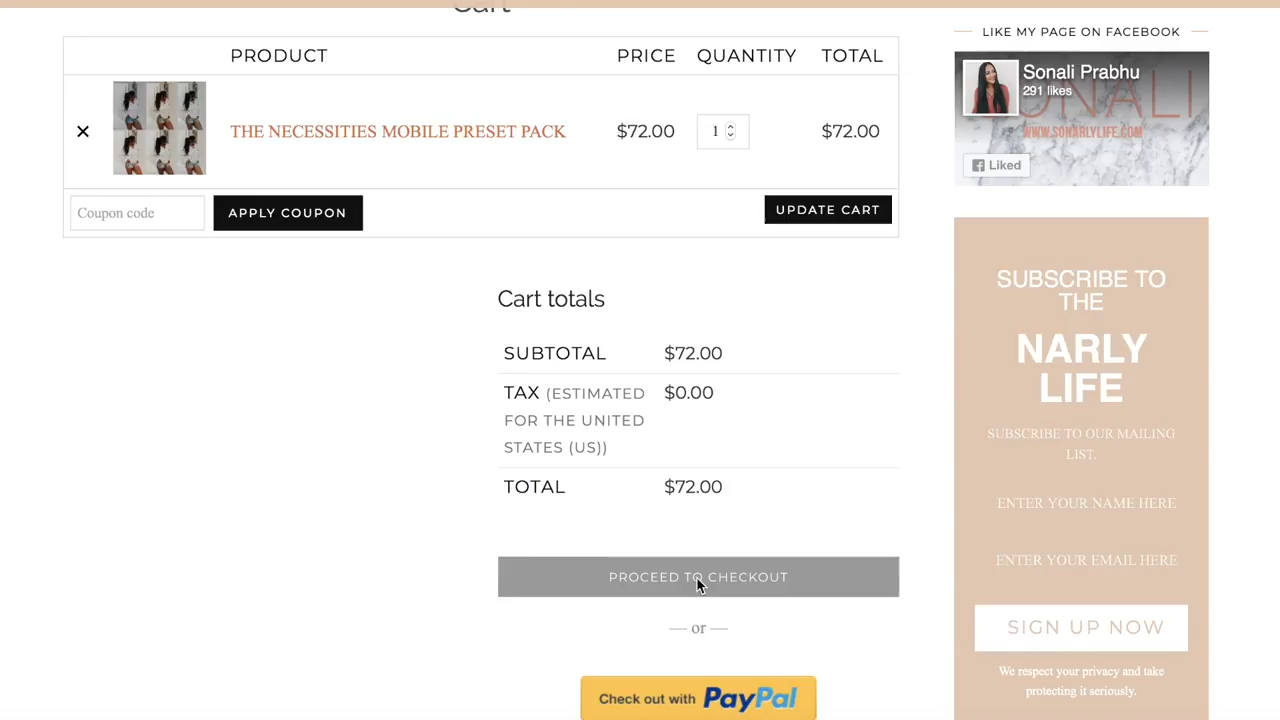 Cart
PRODUCT PRICE QUANTITY TOTAL
× THE NECESSITIES MOBILE PRESET PACK $72.00 1 $72.00
Coupon code APPLY COUPON UPDATE CART
Cart totals
SUBTOTAL $72.00
TAX (ESTIMATED $0.00
FOR THE UNITED
STATES (US))
TOTAL $72.00
PROCEED TO CHECKOUT
— or —
Check out with PayPal
LIKE MY PAGE ON FACEBOOK
Sonali Prabhu
291 likes
SONALI
WWW.SONARLYLIFE.COM
Liked
SUBSCRIBE TO
THE
NARLY
LIFE
SUBSCRIBE TO OUR MAILING
LIST.
ENTER YOUR NAME HERE
ENTER YOUR EMAIL HERE
SIGN UP NOW
We respect your privacy and take
protecting it seriously.